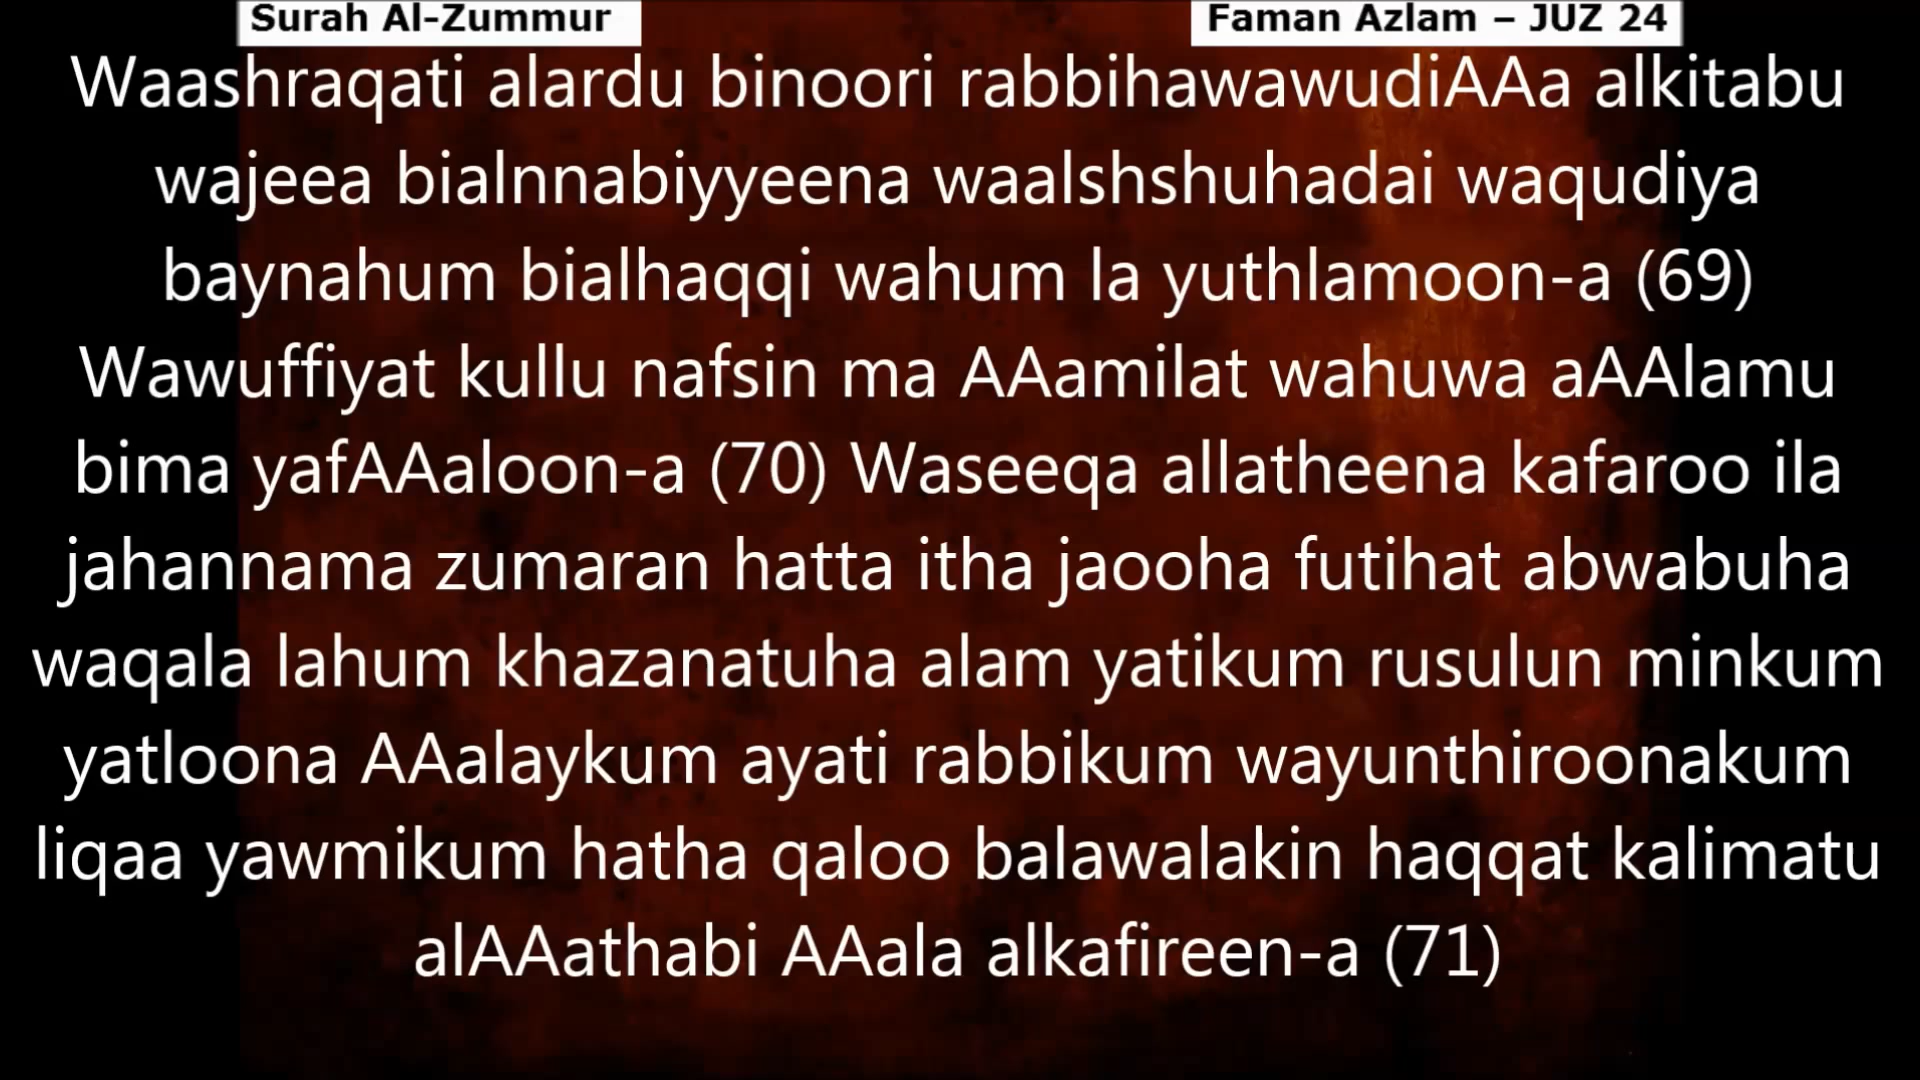 Surah Al-Zummur
Faman Azlam – JUZ 24
Waashraqati alardu binoori rabbihawawudiAAa alkitabu
wajeea bialnnabiyyeena waalshshuhadai waqudiya
baynahum bialhaqqi wahum la yuthlamoon-a (69)
Wawuffiyat kullu nafsin ma AAamilat wahuwa aAAlamu
bima yafAAaloon-a (70) Waseeqa allatheena kafaroo ila
jahannama zumaran hatta itha jaooha futihat abwabuha
waqala lahum khazanatuha alam yatikum rusulun minkum
yatloona AAalaykum ayati rabbikum wayunthiroonakum
liqaa yawmikum hatha qaloo balawalakin haqqat kalimatu
alAAathabi AAala alkafireen-a (71)